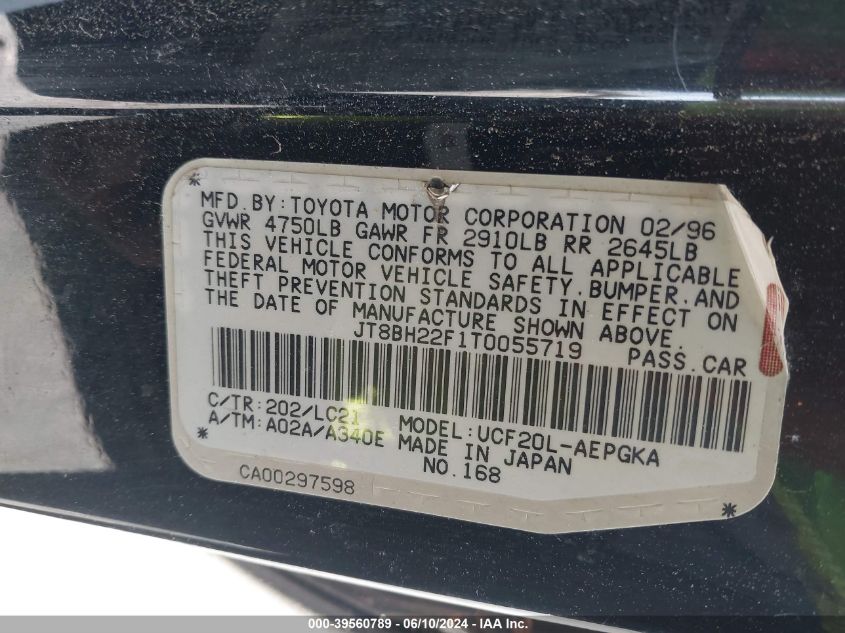 MFD. BY: TOYOTA MOTOR CORPORATION 02/96
GVWR 4750LB GAWR FR 2910LB RR 2645LB
THIS VEHICLE CONFORMS TO ALL APPLICABLE
FEDERAL MOTOR VEHICLE SAFETY, BUMPER, AND
THEFT PREVENTION STANDARDS IN EFFECT ON
THE DATE OF MANUFACTURE SHOWN ABOVE.
JT8BH22F1T0055719 PASS. CAR
C/TR: 202/LC21 MODEL: UCF20L-AEPGKA
A/TM: A02A/A340E MADE IN JAPAN
NO. 168
CA00297598
000-39560789 - 06/10/2024 - IAA Inc.